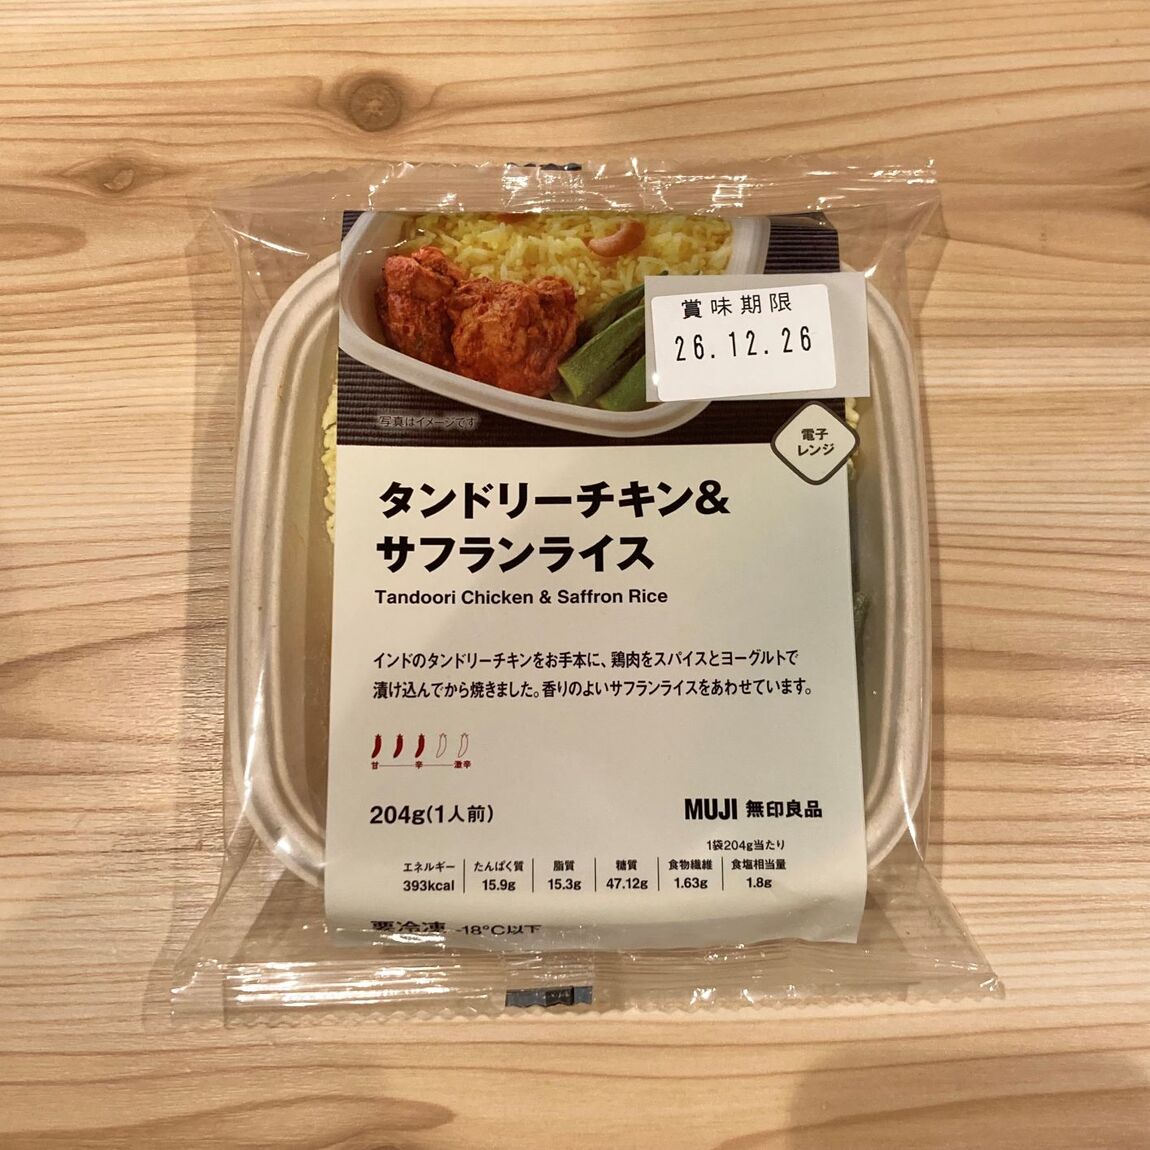 賞味期限
26.12.26
写真はイメージです
電子
レンジ
タンドリーチキン&
サフランライス
Tandoori Chicken & Saffron Rice
インドのタンドリーチキンをお手本に、鶏肉をスパイスとヨーグルトで
漬け込んでから焼きました。香りのよいサフランライスをあわせています。
甘 辛 激辛
204g(1人前)
MUJI 無印良品
1袋204g当たり
エネルギー たんぱく質 脂質 糖質 食物繊維 食塩相当量
393kcal 15.9g 15.3g 47.12g 1.63g 1.8g
要冷凍 -18℃以下